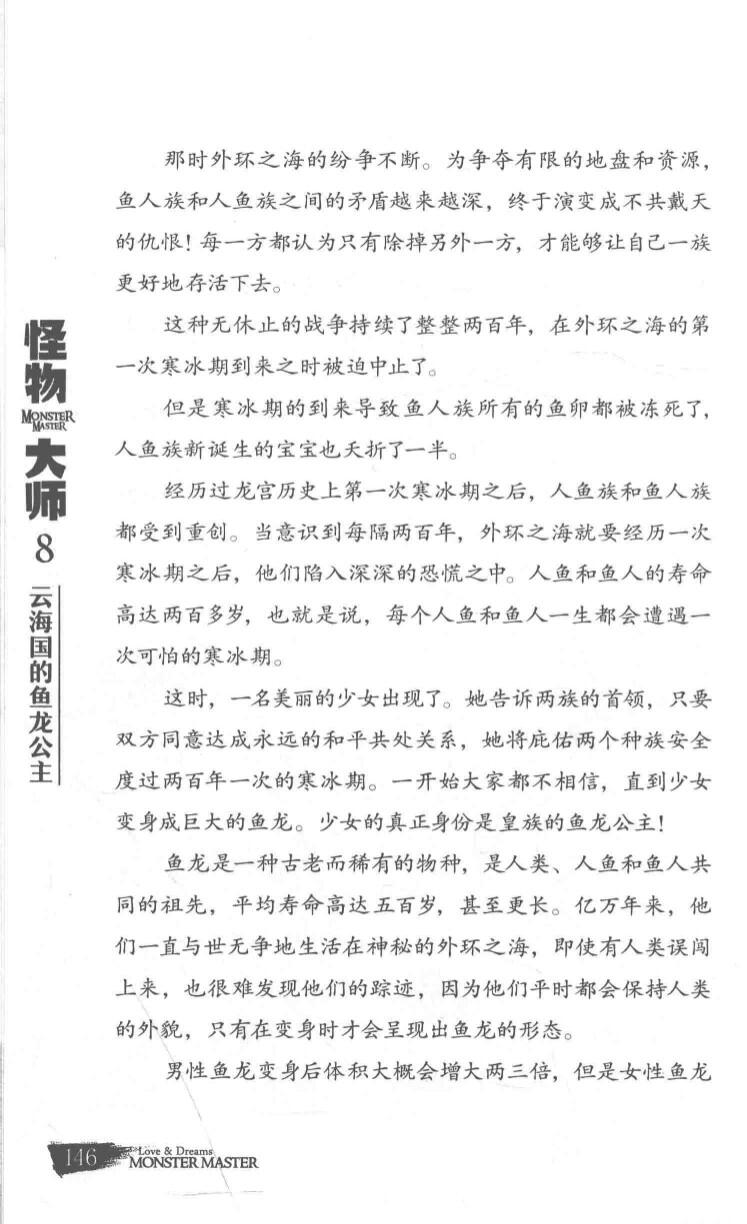 那时外环之海的纷争不断。为争夺有限的地盘和资源，
鱼人族和人鱼族之间的矛盾越来越深，终于演变成不共戴天
的仇恨！每一方都认为只有除掉另外一方，才能够让自己一族
更好地存活下去。
这种无休止的战争持续了整整两百年，在外环之海的第
一次寒冰期到来之时被迫中止了。
但是寒冰期的到来导致鱼人族所有的鱼卵都被冻死了，
人鱼族新诞生的宝宝也夭折了一半。
经历过龙宫历史上第一次寒冰期之后，人鱼族和鱼人族
都受到重创。当意识到每隔两百年，外环之海就要经历一次
寒冰期之后，他们陷入深深的恐慌之中。人鱼和鱼人的寿命
高达两百多岁，也就是说，每个人鱼和鱼人一生都会遭遇一
次可怕的寒冰期。
这时，一名美丽的少女出现了。她告诉两族的首领，只要
双方同意达成永远的和平共处关系，她将庇佑两个种族安全
度过两百年一次的寒冰期。一开始大家都不相信，直到少女
变身成巨大的鱼龙。少女的真正身份是皇族的鱼龙公主！
鱼龙是一种古老而稀有的物种，是人类、人鱼和鱼人共
同的祖先，平均寿命高达五百岁，甚至更长。亿万年来，他
们一直与世无争地生活在神秘的外环之海，即使有人类误闯
上来，也很难发现他们的踪迹，因为他们平时都会保持人类
的外貌，只有在变身时才会呈现出鱼龙的形态。
男性鱼龙变身后体积大概会增大两三倍，但是女性鱼龙
怪物
MONSTER
MASTER
大师
8
云海国的鱼龙公主
146
Love & Dreams
MONSTER MASTER